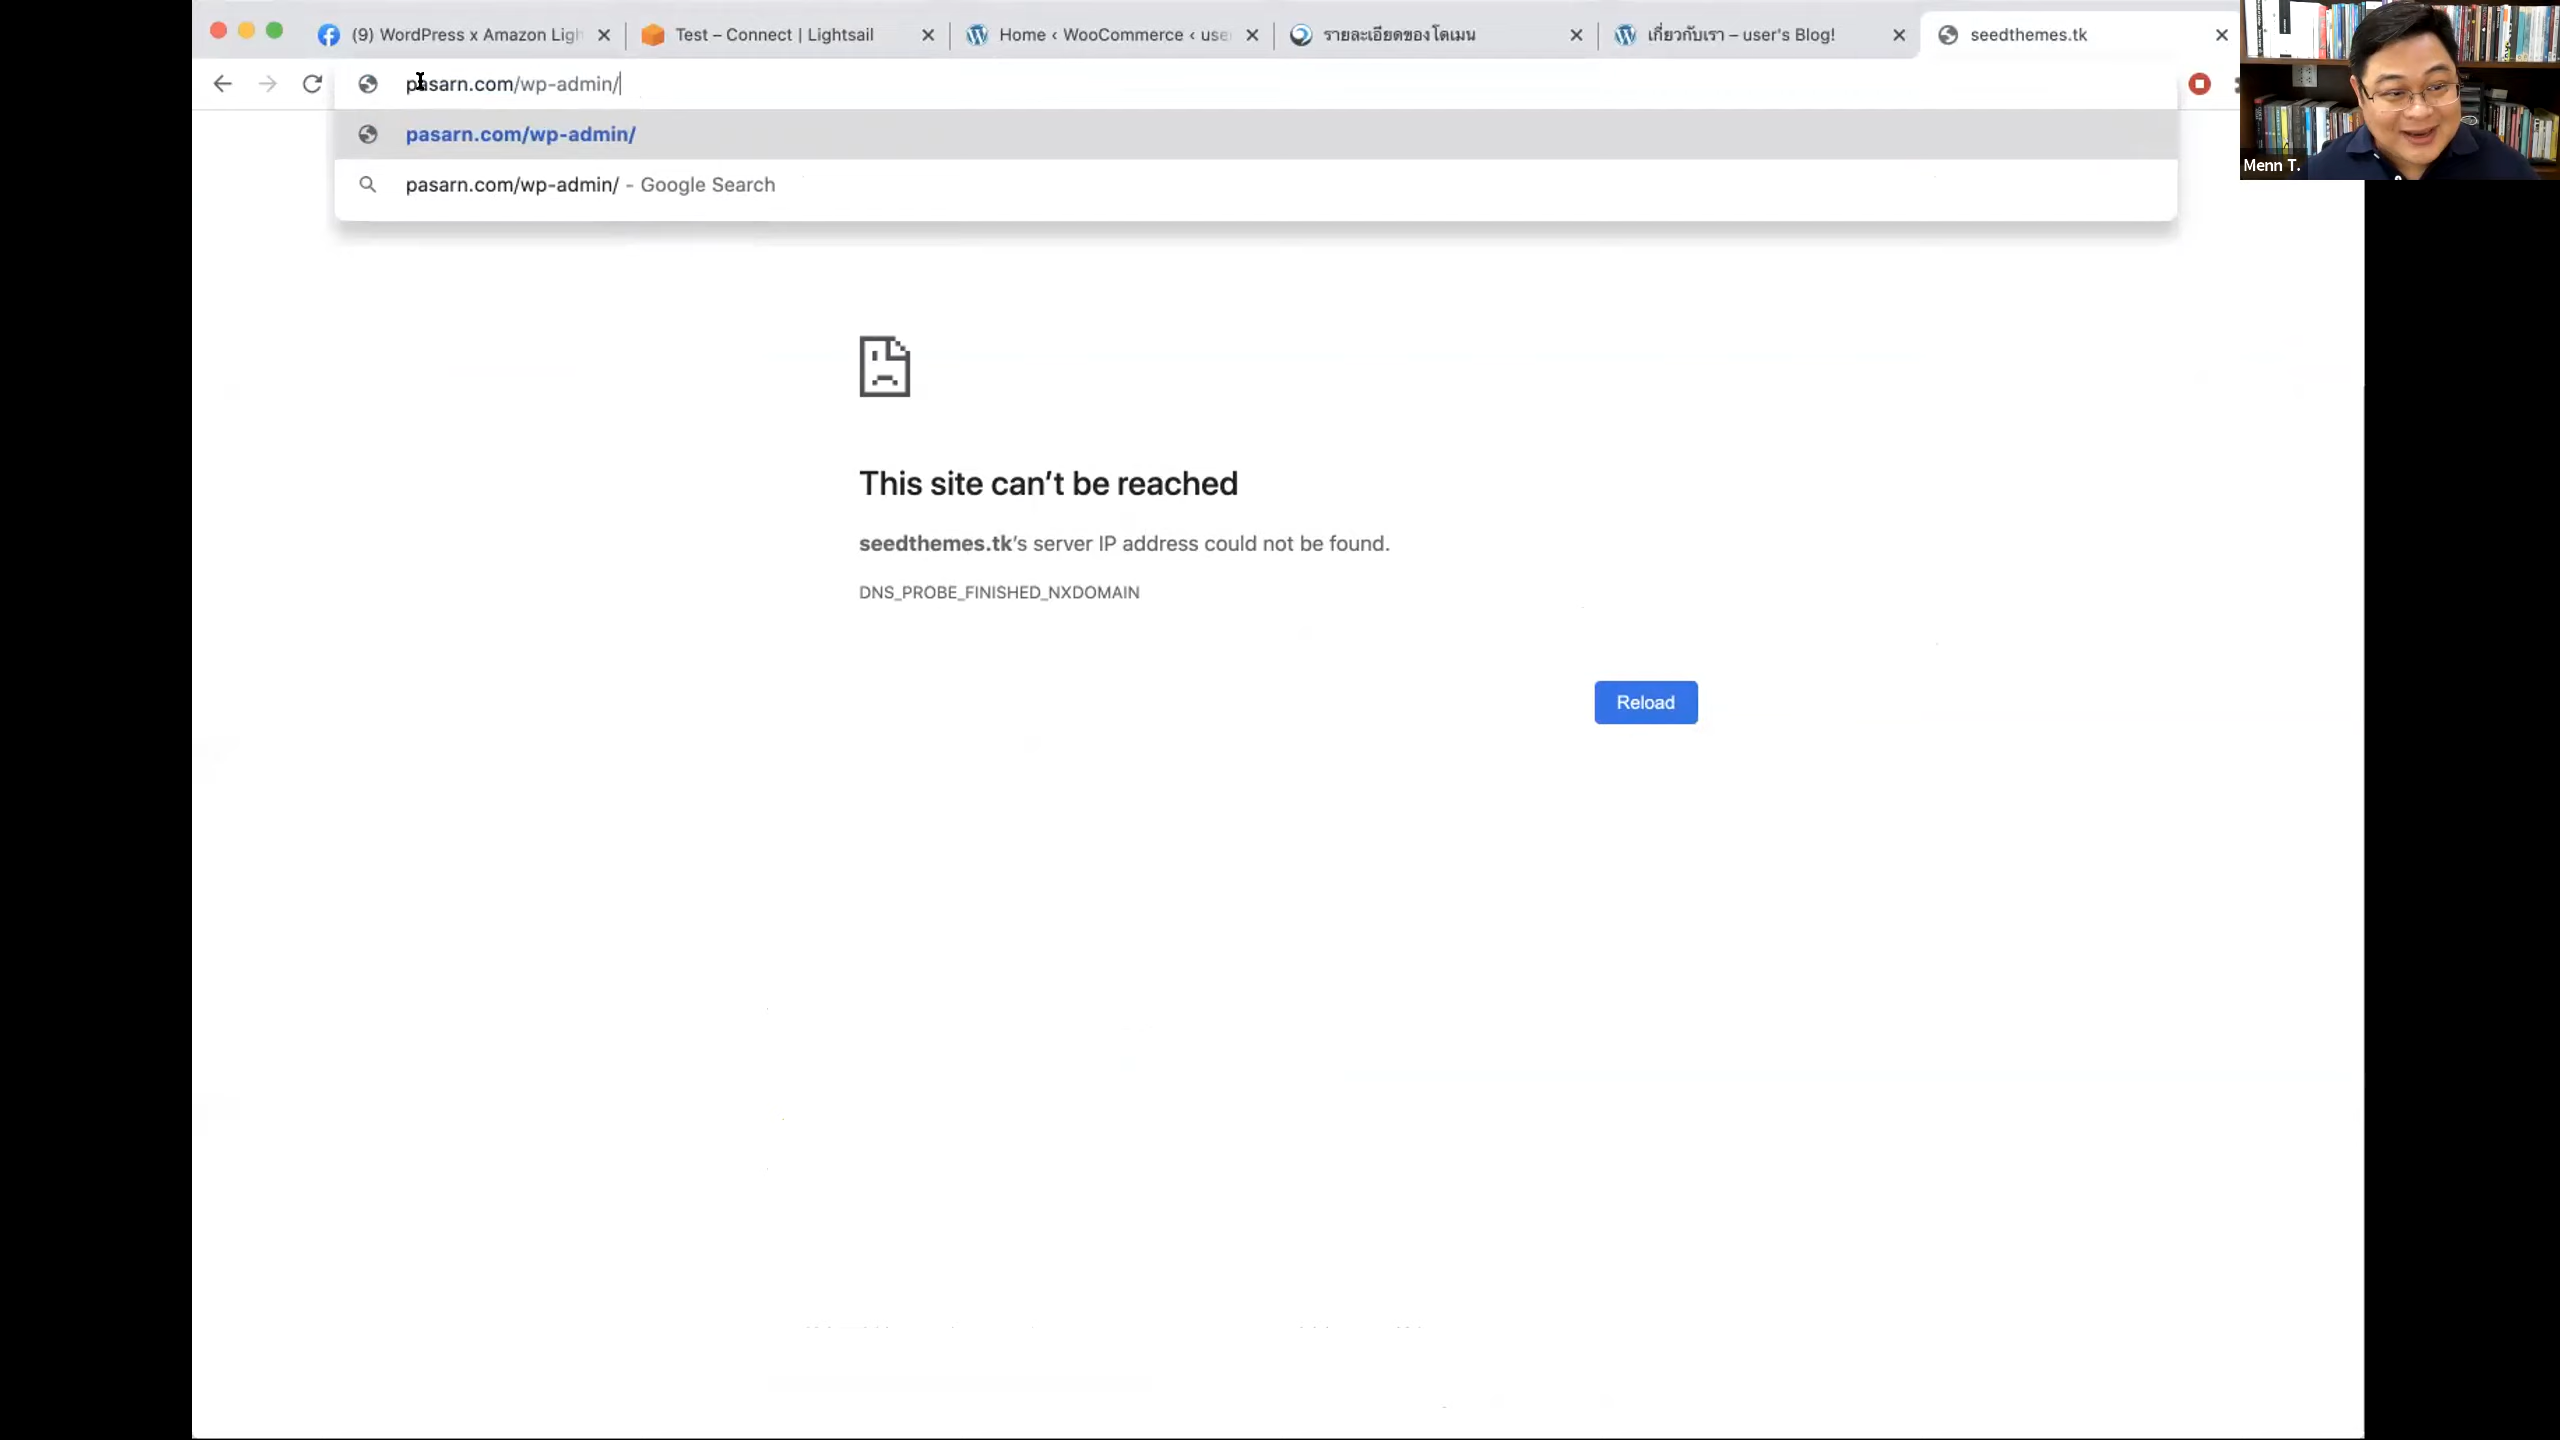 (9) WordPress x Amazon Ligh
Test – Connect | Lightsail
Home ‹ WooCommerce ‹ use
รายละเอียดของโดเมน
เกี่ยวกับเรา – user's Blog!
seedthemes.tk
pasarn.com/wp-admin/
pasarn.com/wp-admin/
pasarn.com/wp-admin/ - Google Search
Menn T.
This site can't be reached
seedthemes.tk's server IP address could not be found.
DNS_PROBE_FINISHED_NXDOMAIN
Reload